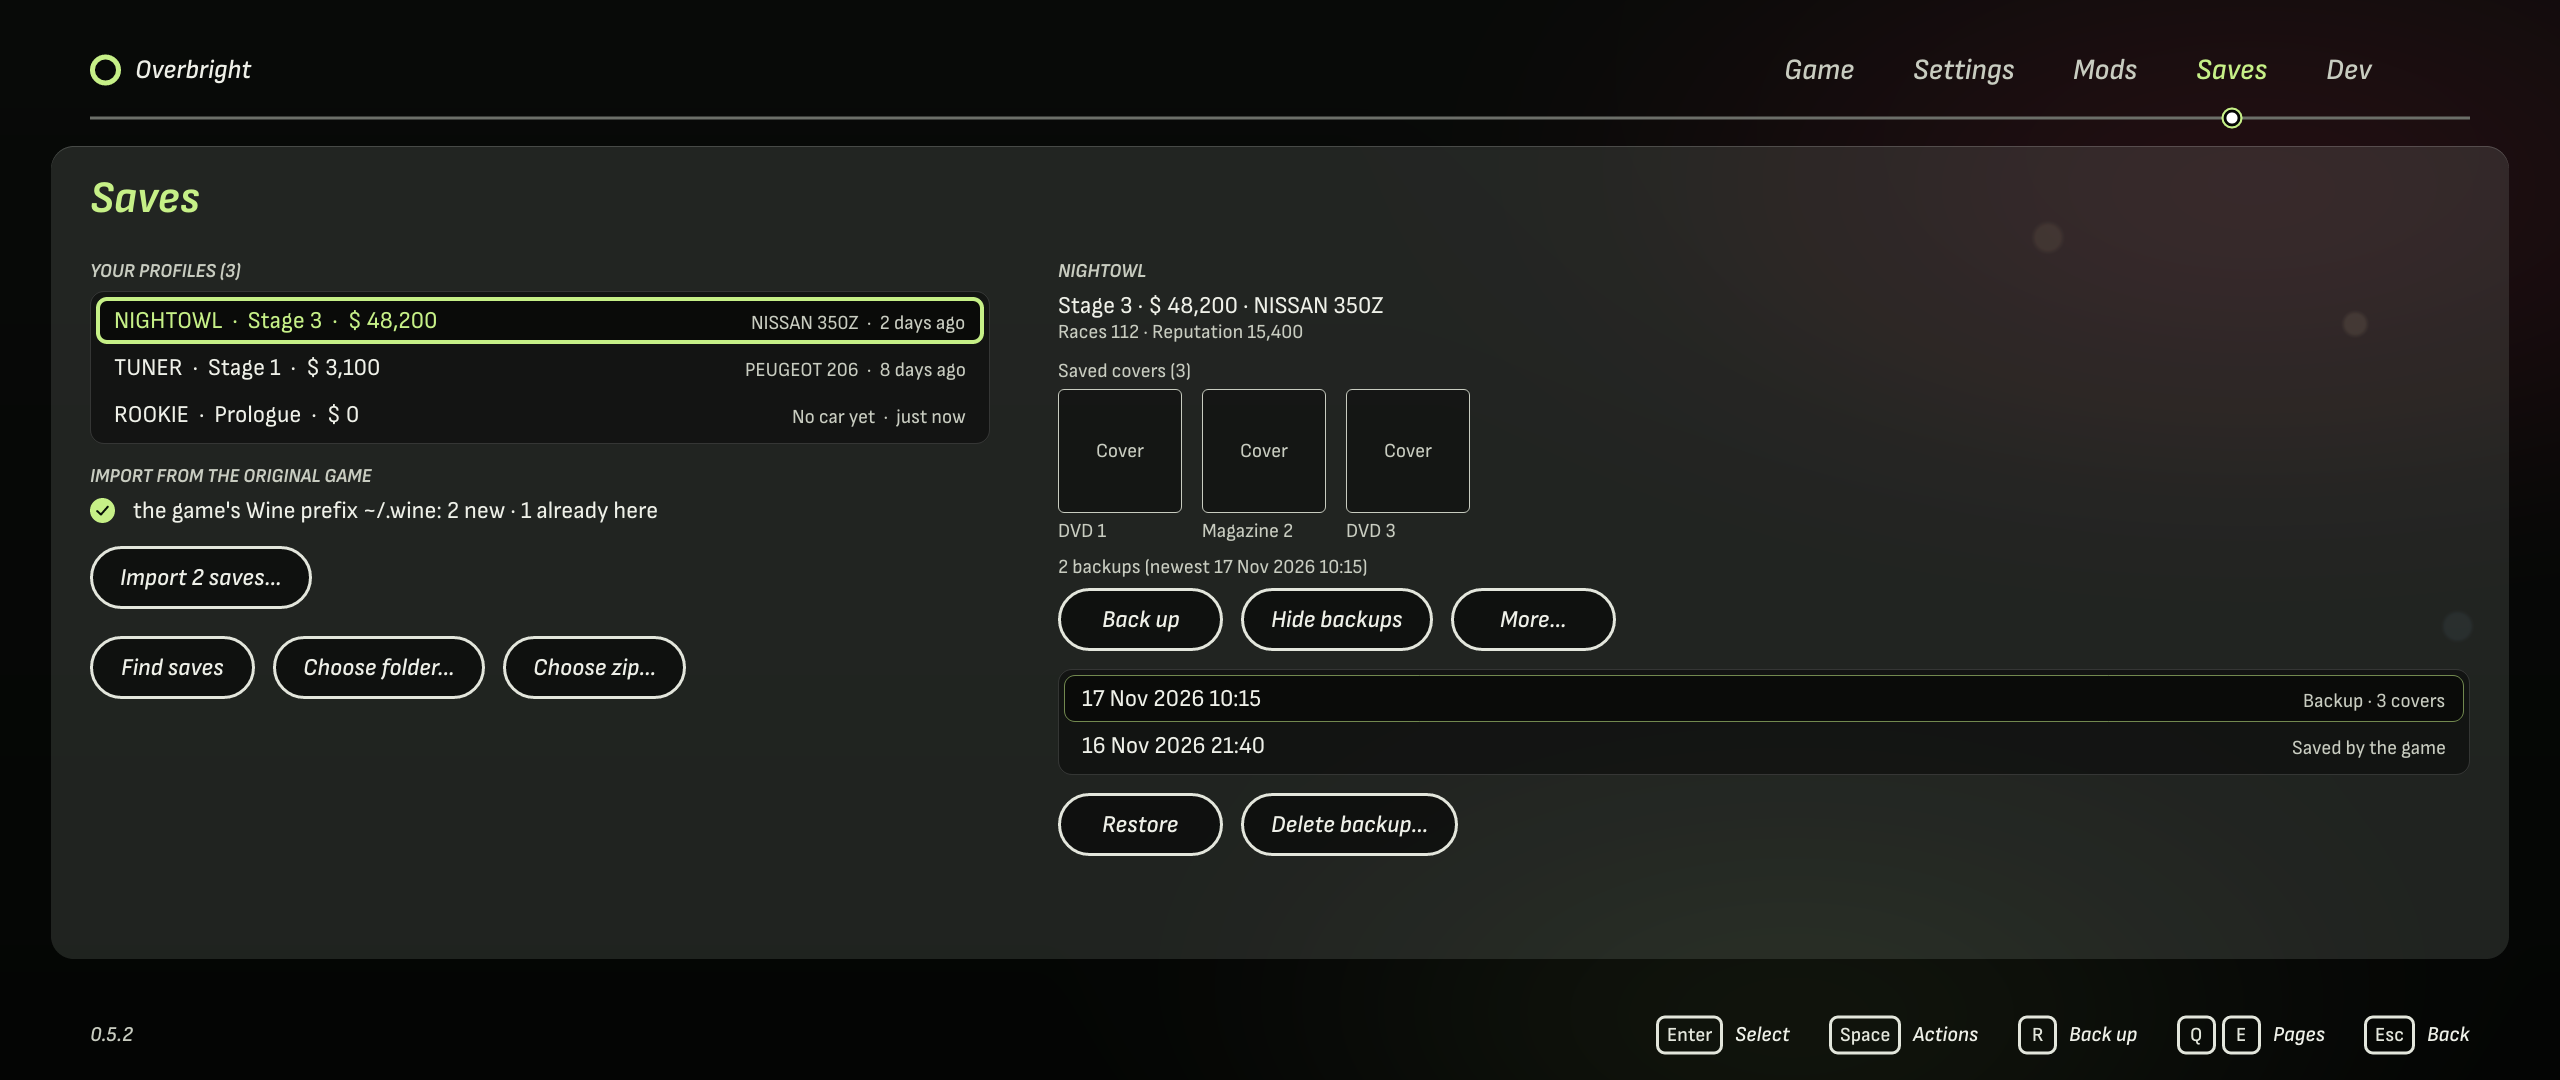 Overbright
Game Settings Mods Saves Dev
Saves
YOUR PROFILES (3)
NIGHTOWL · Stage 3 · $ 48,200 NISSAN 350Z · 2 days ago
TUNER · Stage 1 · $ 3,100 PEUGEOT 206 · 8 days ago
ROOKIE · Prologue · $ 0 No car yet · just now
IMPORT FROM THE ORIGINAL GAME
the game's Wine prefix ~/.wine: 2 new · 1 already here
Import 2 saves...
Find saves Choose folder... Choose zip...
NIGHTOWL
Stage 3 · $ 48,200 · NISSAN 350Z
Races 112 · Reputation 15,400
Saved covers (3)
Cover Cover Cover
DVD 1 Magazine 2 DVD 3
2 backups (newest 17 Nov 2026 10:15)
Back up Hide backups More...
17 Nov 2026 10:15 Backup · 3 covers
16 Nov 2026 21:40 Saved by the game
Restore Delete backup...
0.5.2
Enter Select Space Actions R Back up Q E Pages Esc Back